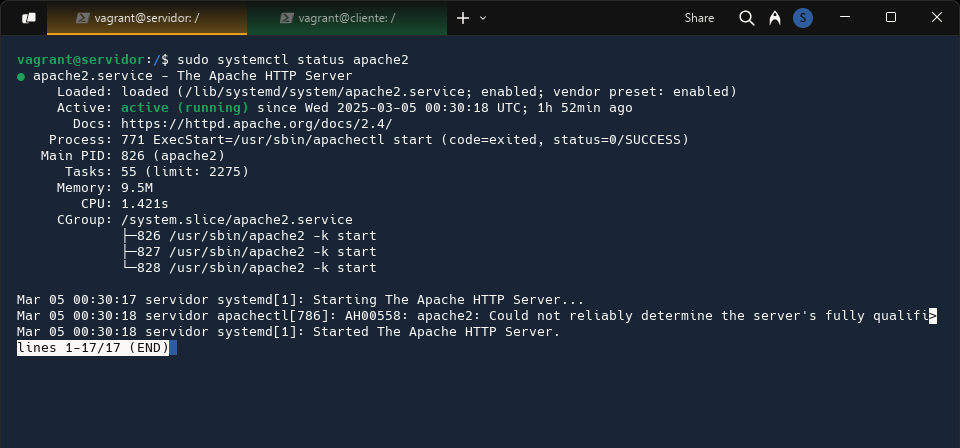 vagrant@servidor: /
vagrant@cliente: /
Share
S
vagrant@servidor:/$ sudo systemctl status apache2
● apache2.service - The Apache HTTP Server
Loaded: loaded (/lib/systemd/system/apache2.service; enabled; vendor preset: enabled)
Active: active (running) since Wed 2025-03-05 00:30:18 UTC; 1h 52min ago
Docs: https://httpd.apache.org/docs/2.4/
Process: 771 ExecStart=/usr/sbin/apachectl start (code=exited, status=0/SUCCESS)
Main PID: 826 (apache2)
Tasks: 55 (limit: 2275)
Memory: 9.5M
CPU: 1.421s
CGroup: /system.slice/apache2.service
├─826 /usr/sbin/apache2 -k start
├─827 /usr/sbin/apache2 -k start
└─828 /usr/sbin/apache2 -k start
Mar 05 00:30:17 servidor systemd[1]: Starting The Apache HTTP Server...
Mar 05 00:30:18 servidor apachectl[786]: AH00558: apache2: Could not reliably determine the server's fully qualifi>
Mar 05 00:30:18 servidor systemd[1]: Started The Apache HTTP Server.
lines 1-17/17 (END)